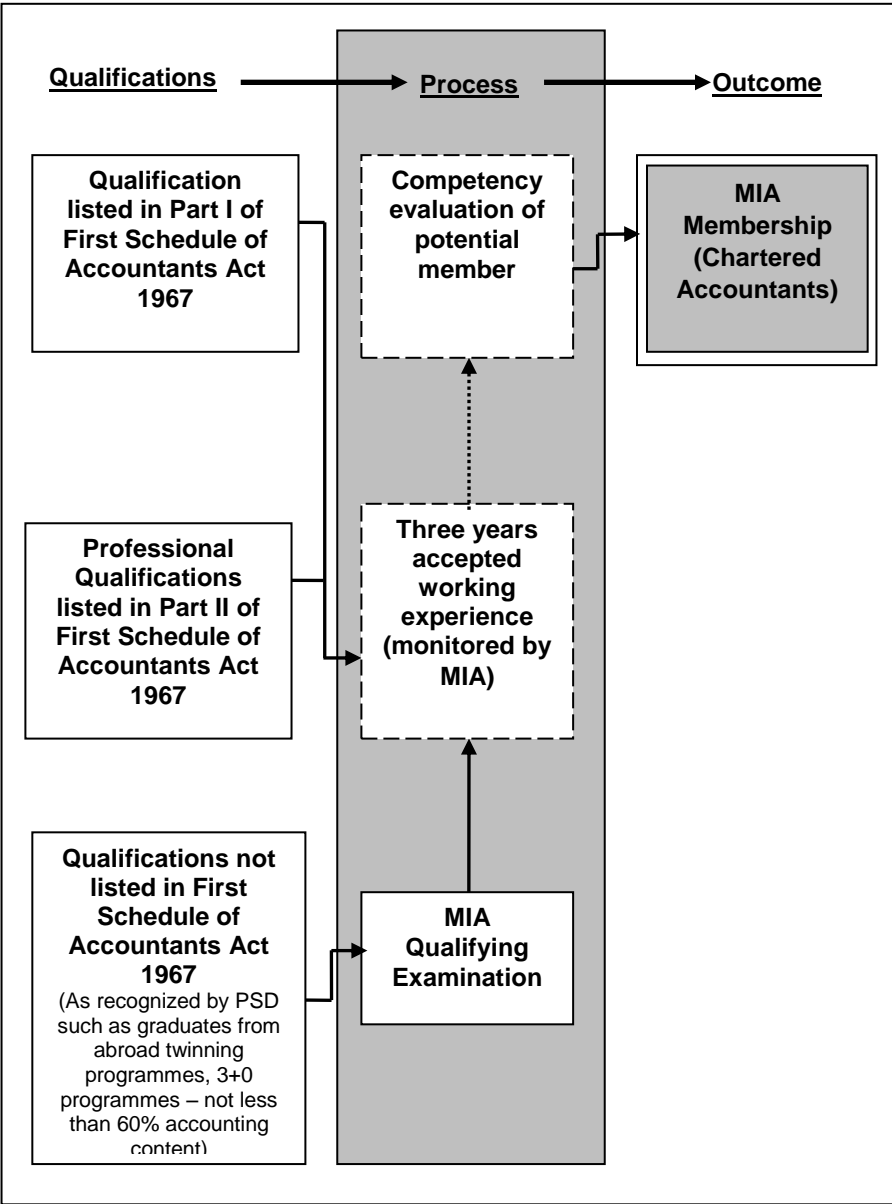 Qualifications
Process
Outcome
Qualification
listed in Part I of
First Schedule of
Accountants Act
1967
Competency
evaluation of
potential
member
MIA
Membership
(Chartered
Accountants)
Professional
Qualifications
listed in Part II of
First Schedule of
Accountants Act
1967
Three years
accepted
working
experience
(monitored by
MIA)
Qualifications not
listed in First
Schedule of
Accountants Act
1967
(As recognized by PSD
such as graduates from
abroad twinning
programmes, 3+0
programmes – not less
than 60% accounting
content)
MIA
Qualifying
Examination